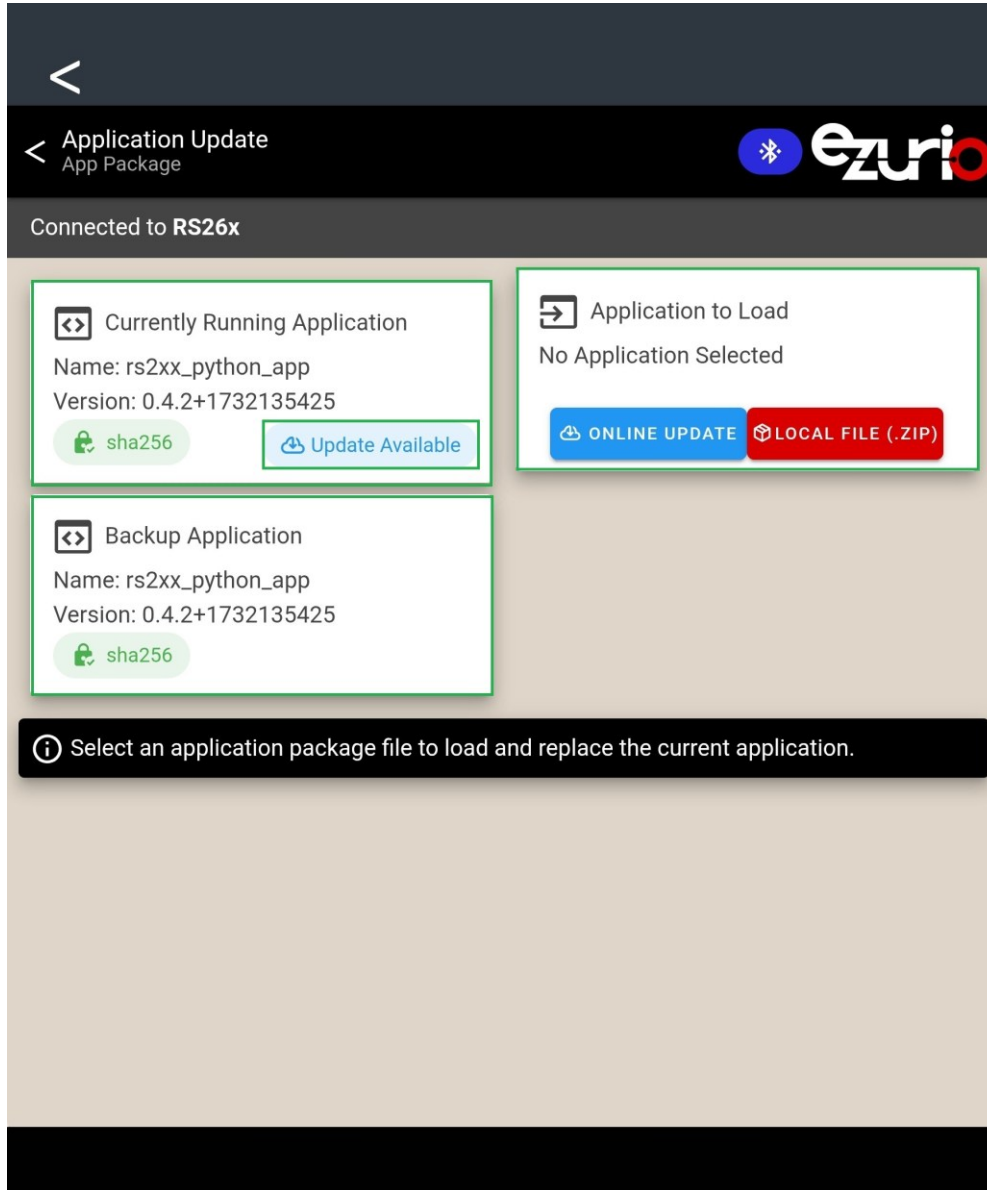 <
< Application Update
App Package
ezurio
Connected to RS26x
Currently Running Application
Name: rs2xx_python_app
Version: 0.4.2+1732135425
sha256
Update Available
Application to Load
No Application Selected
ONLINE UPDATE
LOCAL FILE (.ZIP)
Backup Application
Name: rs2xx_python_app
Version: 0.4.2+1732135425
sha256
Select an application package file to load and replace the current application.